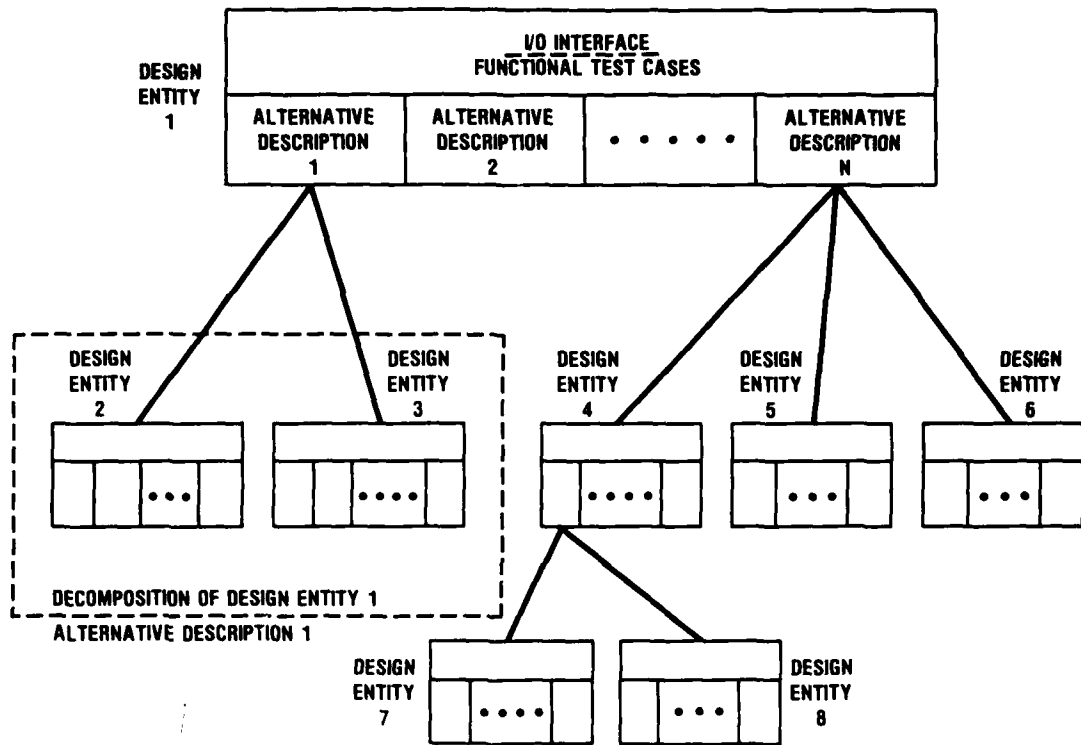 I/O INTERFACE
FUNCTIONAL TEST CASES
DESIGN
ENTITY
1
ALTERNATIVE
DESCRIPTION
1
ALTERNATIVE
DESCRIPTION
2
• • • • •
ALTERNATIVE
DESCRIPTION
N
DESIGN
ENTITY
2
DESIGN
ENTITY
3
DESIGN
ENTITY
4
DESIGN
ENTITY
5
DESIGN
ENTITY
6
• • •
• • • •
• • • •
• • •
• • •
DECOMPOSITION OF DESIGN ENTITY 1
ALTERNATIVE DESCRIPTION 1
DESIGN
ENTITY
7
• • • •
• • •
DESIGN
ENTITY
8